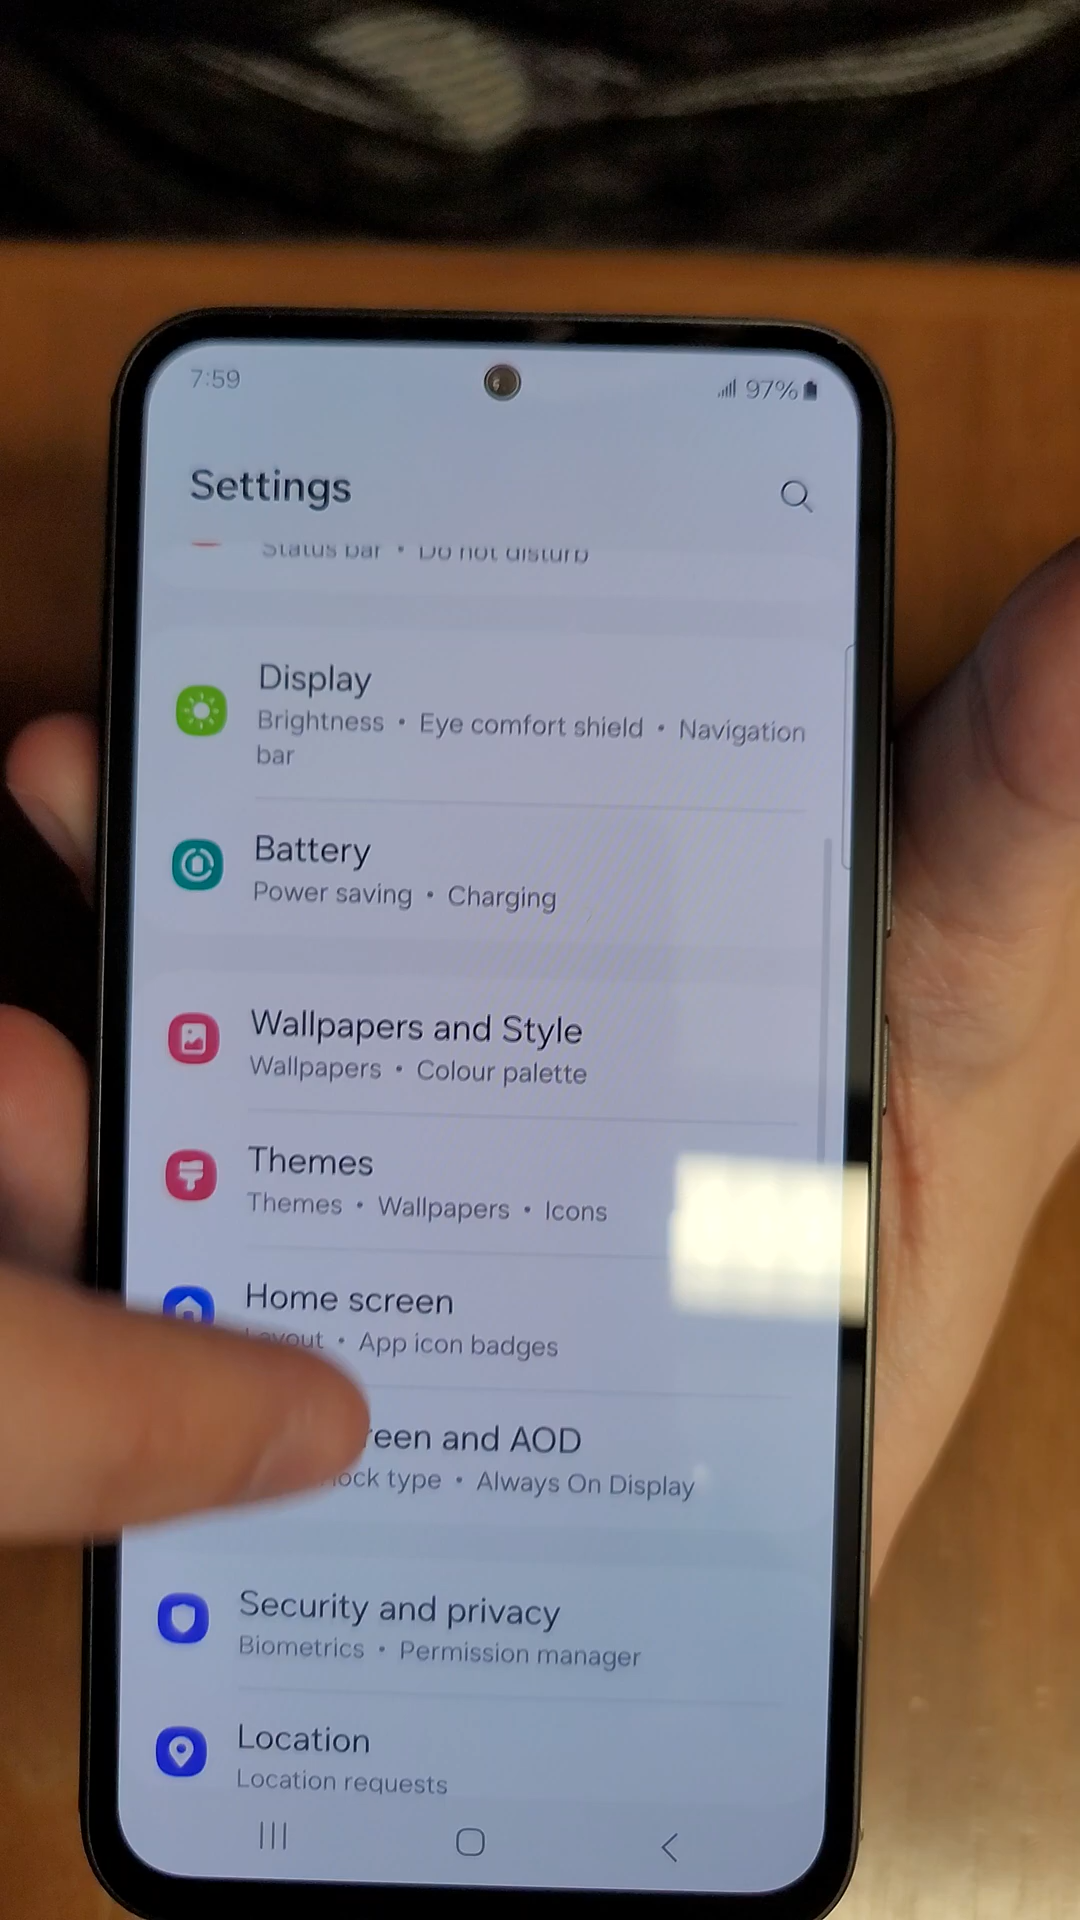 7:59 97%
Settings
Status bar • Do not disturb
Display
Brightness • Eye comfort shield • Navigation
bar
Battery
Power saving • Charging
Wallpapers and Style
Wallpapers • Colour palette
Themes
Themes • Wallpapers • Icons
Home screen
Layout • App icon badges
and AOD
type • Always On Display
Security and privacy
Biometrics • Permission manager
Location
Location requests